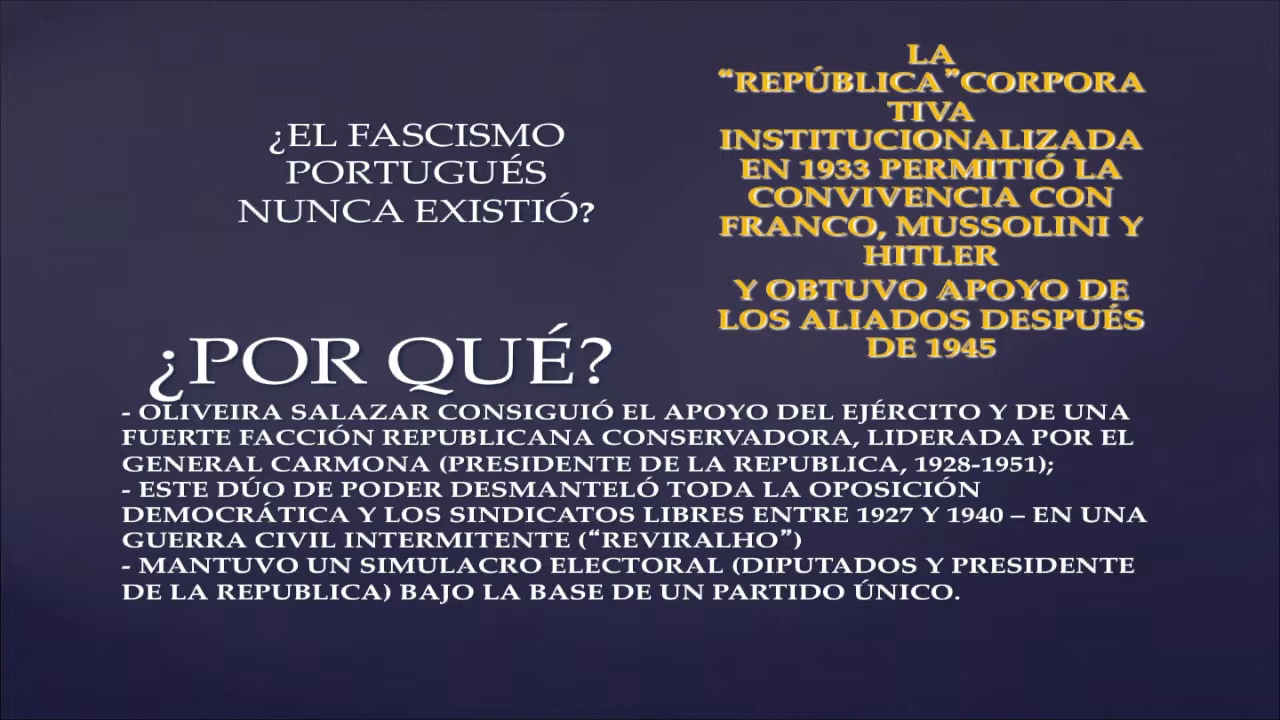 ¿EL FASCISMO
PORTUGUÉS
NUNCA EXISTIÓ?
LA
“REPÚBLICA”CORPORA
TIVA
INSTITUCIONALIZADA
EN 1933 PERMITIÓ LA
CONVIVENCIA CON
FRANCO, MUSSOLINI Y
HITLER
Y OBTUVO APOYO DE
LOS ALIADOS DESPUÉS
DE 1945
¿POR QUÉ?
- OLIVEIRA SALAZAR CONSIGUIÓ EL APOYO DEL EJÉRCITO Y DE UNA
FUERTE FACCIÓN REPUBLICANA CONSERVADORA, LIDERADA POR EL
GENERAL CARMONA (PRESIDENTE DE LA REPUBLICA, 1928-1951);
- ESTE DÚO DE PODER DESMANTELÓ TODA LA OPOSICIÓN
DEMOCRÁTICA Y LOS SINDICATOS LIBRES ENTRE 1927 Y 1940 – EN UNA
GUERRA CIVIL INTERMITENTE (“REVIRALHO”)
- MANTUVO UN SIMULACRO ELECTORAL (DIPUTADOS Y PRESIDENTE
DE LA REPUBLICA) BAJO LA BASE DE UN PARTIDO ÚNICO.